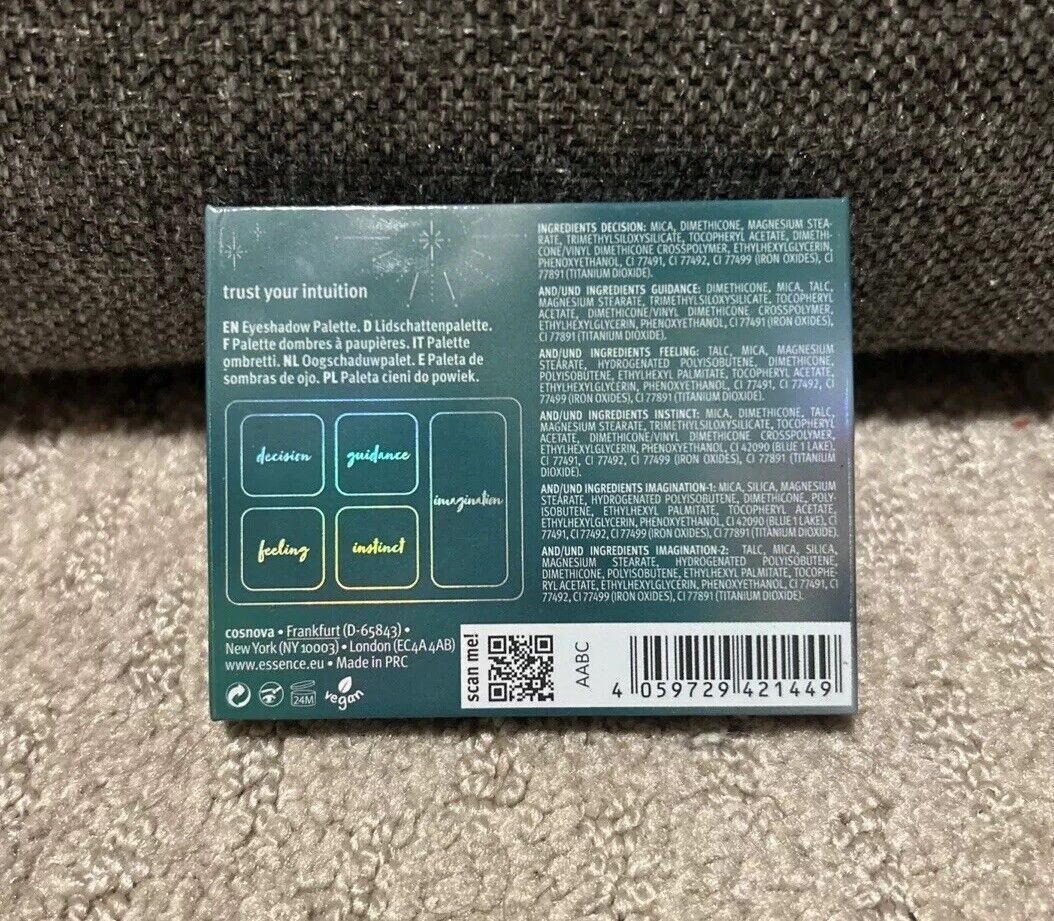 trust your intuition
EN Eyeshadow Palette. D Lidschattenpalette.
F Palette dombres à paupières. IT Palette
ombretti. NL Oogschaduwpalet. E Paleta de
sombras de ojo. PL Paleta cieni do powiek.
decision
guidance
imagination
feeling
instinct
cosnova • Frankfurt (D-65843) •
New York (NY 10003) • London (EC4A 4AB)
www.essence.eu • Made in PRC
24M
vegan
INGREDIENTS DECISION: MICA, DIMETHICONE, MAGNESIUM STEA-
RATE, TRIMETHYLSILOXYSILICATE, TOCOPHERYL ACETATE, DIMETHI-
CONE/VINYL DIMETHICONE CROSSPOLYMER, ETHYLHEXYLGLYCERIN,
PHENOXYETHANOL, CI 77491, CI 77492, CI 77499 (IRON OXIDES), CI
77891 (TITANIUM DIOXIDE).
AND/UND INGREDIENTS GUIDANCE: DIMETHICONE, MICA, TALC,
MAGNESIUM STEARATE, TRIMETHYLSILOXYSILICATE, TOCOPHERYL
ACETATE, DIMETHICONE/VINYL DIMETHICONE CROSSPOLYMER,
ETHYLHEXYLGLYCERIN, PHENOXYETHANOL, CI 77491 (IRON OXIDES),
CI 77891 (TITANIUM DIOXIDE).
AND/UND INGREDIENTS FEELING: TALC, MICA, MAGNESIUM
STEARATE, HYDROGENATED POLYISOBUTENE, DIMETHICONE,
POLYISOBUTENE, ETHYLHEXYL PALMITATE, TOCOPHERYL ACETATE,
ETHYLHEXYLGLYCERIN, PHENOXYETHANOL, CI 77491, CI 77492, CI
77499 (IRON OXIDES), CI 77891 (TITANIUM DIOXIDE).
AND/UND INGREDIENTS INSTINCT: MICA, DIMETHICONE, TALC,
MAGNESIUM STEARATE, TRIMETHYLSILOXYSILICATE, TOCOPHERYL
ACETATE, DIMETHICONE/VINYL DIMETHICONE CROSSPOLYMER,
ETHYLHEXYLGLYCERIN, PHENOXYETHANOL, CI 42090 (BLUE 1 LAKE),
CI 77491, CI 77492, CI 77499 (IRON OXIDES), CI 77891 (TITANIUM
DIOXIDE).
AND/UND INGREDIENTS IMAGINATION-1: MICA, SILICA, MAGNESIUM
STEARATE, HYDROGENATED POLYISOBUTENE, DIMETHICONE, POLY-
ISOBUTENE, ETHYLHEXYL PALMITATE, TOCOPHERYL ACETATE,
ETHYLHEXYLGLYCERIN, PHENOXYETHANOL, CI 42090 (BLUE 1 LAKE), CI
77491, CI 77492, CI 77499 (IRON OXIDES), CI 77891 (TITANIUM DIOXIDE).
AND/UND INGREDIENTS IMAGINATION-2: TALC, MICA, SILICA,
MAGNESIUM STEARATE, HYDROGENATED POLYISOBUTENE,
DIMETHICONE, POLYISOBUTENE, ETHYLHEXYL PALMITATE, TOCOPHE-
RYL ACETATE, ETHYLHEXYLGLYCERIN, PHENOXYETHANOL, CI 77491, CI
77492, CI 77499 (IRON OXIDES), CI 77891 (TITANIUM DIOXIDE).
scan me!
AABC
4 059729 421449